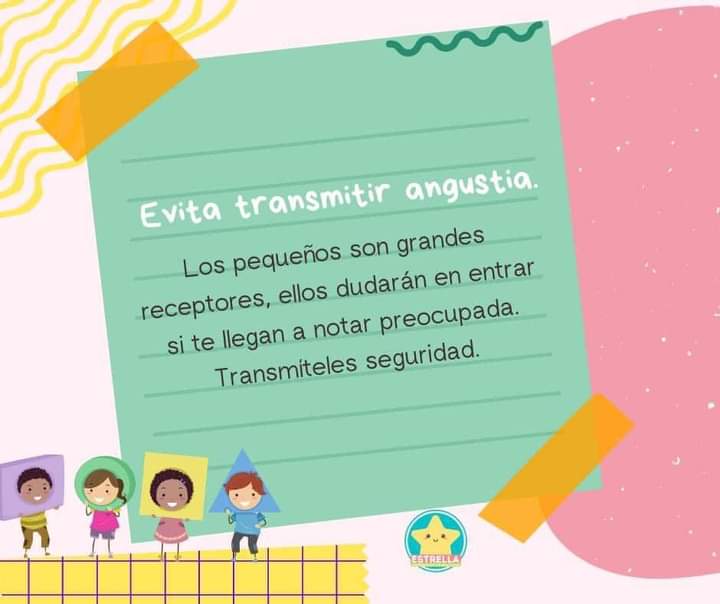 Evita transmitir angustia.
Los pequeños son grandes
receptores, ellos dudarán en entrar
si te llegan a notar preocupada.
Transmíteles seguridad.
ESTRELLA